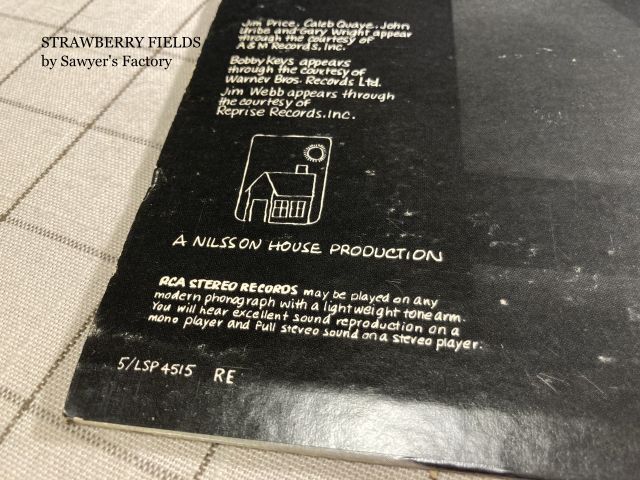 STRAWBERRY FIELDS
by Sawyer's Factory
Jim Price, Caleb Quaye, John
Uribe and Gary Wright appear
through the courtesy of
A & M Records, Inc.
Bobby Keys appears
through the courtesy of
Warner Bros. Records Ltd.
Jim Webb appears through
the courtesy of
Reprise Records, Inc.
A NILSSON HOUSE PRODUCTION
RCA STEREO RECORDS may be played on any
modern phonograph with a lightweight tone arm.
You will hear excellent sound reproduction on a
mono player and full stereo sound on a stereo player.
5/LSP 4515 RE